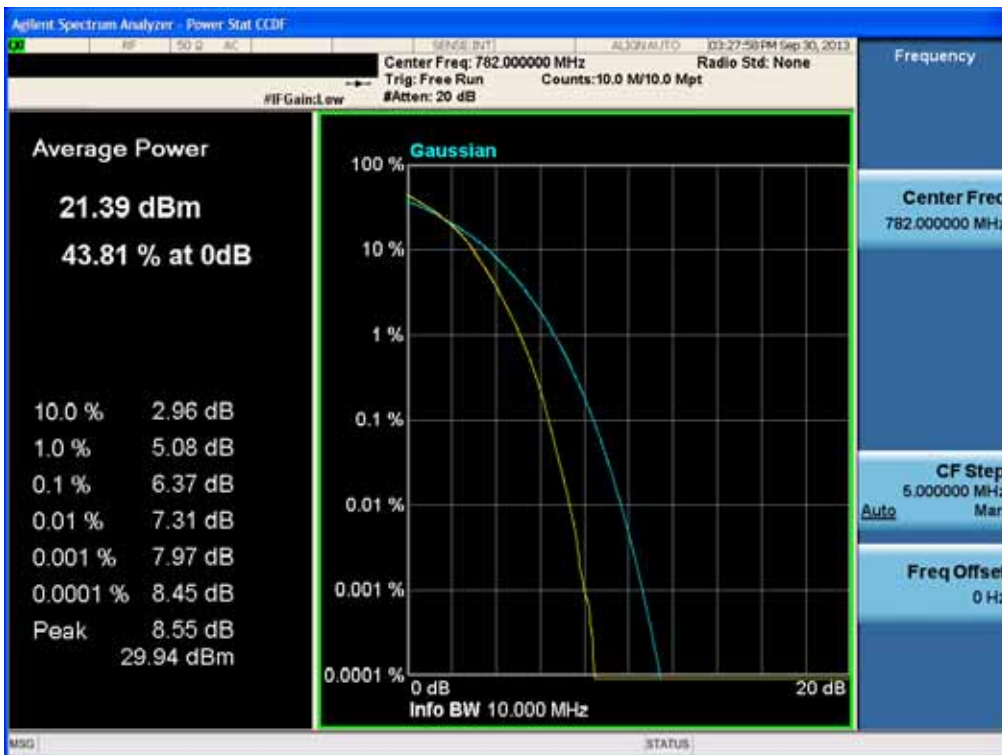 Agilent Spectrum Analyzer - Power Stat CCDF
RF 50 Ω AC SENSE:INT ALIGN AUTO 03:27:58 PM Sep 30, 2013
Center Freq: 782.000000 MHz Radio Std: None
Trig: Free Run Counts:10.0 M/10.0 Mpt
#IFGain:Low #Atten: 20 dB
Average Power
21.39 dBm
43.81 % at 0dB
10.0 % 2.96 dB
1.0 % 5.08 dB
0.1 % 6.37 dB
0.01 % 7.31 dB
0.001 % 7.97 dB
0.0001 % 8.45 dB
Peak 8.55 dB
29.94 dBm
Gaussian
100 %
10 %
1 %
0.1 %
0.01 %
0.001 %
0.0001 %
0 dB 20 dB
Info BW 10.000 MHz
Frequency
Center Freq
782.000000 MHz
CF Step
5.000000 MHz
Auto Man
Freq Offset
0 Hz
MSG STATUS